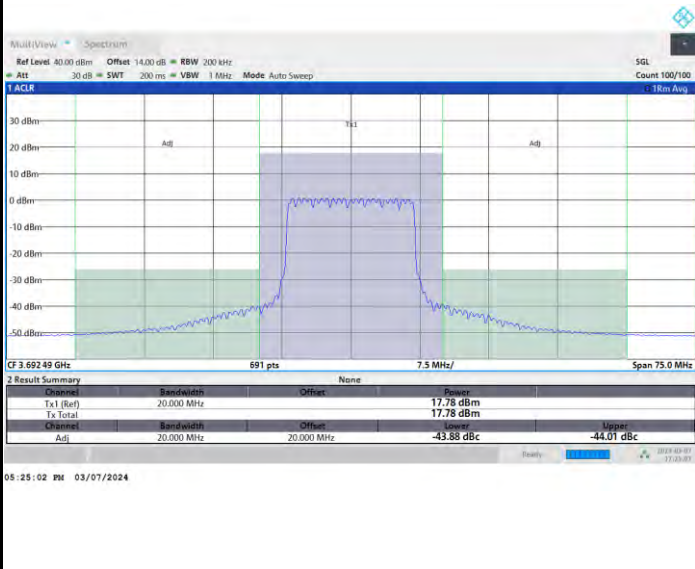 MultiView Spectrum
Ref Level 40.00 dBm Offset 14.00 dB RBW 200 kHz SGL
Att 30 dB SWT 200 ms VBW 1 MHz Mode Auto Sweep Count 100/100
1 ACLR 1Rm Avg
Tx1
Adj Adj
30 dBm
20 dBm
10 dBm
0 dBm
-10 dBm
-20 dBm
-30 dBm
-40 dBm
-50 dBm
CF 3.692 49 GHz 691 pts 7.5 MHz/ Span 75.0 MHz
2 Result Summary None
Channel Bandwidth Offset Power
Tx1 (Ref) 20.000 MHz 17.78 dBm
Tx Total 17.78 dBm
Channel Bandwidth Offset Lower Upper
Adj 20.000 MHz 20.000 MHz -43.88 dBc -44.01 dBc
Ready
05:25:02 PM 03/07/2024